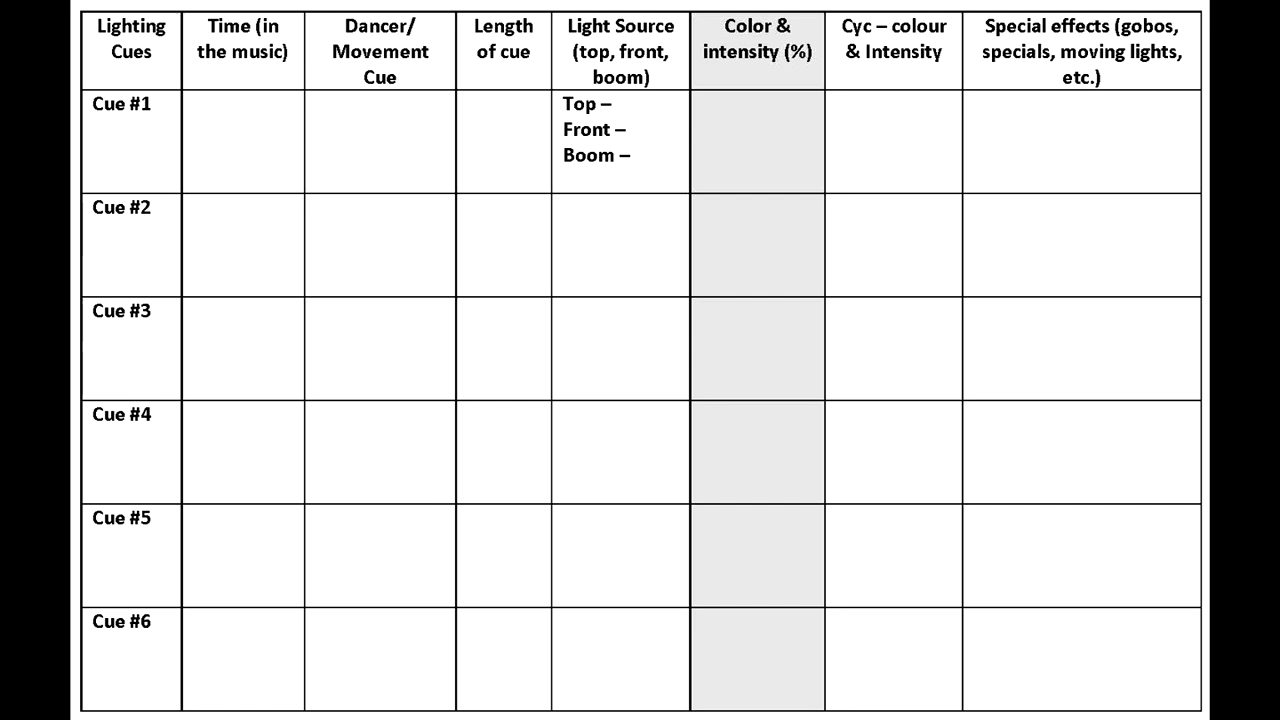 Lighting
Cues
Time (in
the music)
Dancer/
Movement
Cue
Length
of cue
Light Source
(top, front,
boom)
Color &
intensity (%)
Cyc – colour
& Intensity
Special effects (gobos,
specials, moving lights,
etc.)
Cue #1
Top –
Front –
Boom –
Cue #2
Cue #3
Cue #4
Cue #5
Cue #6